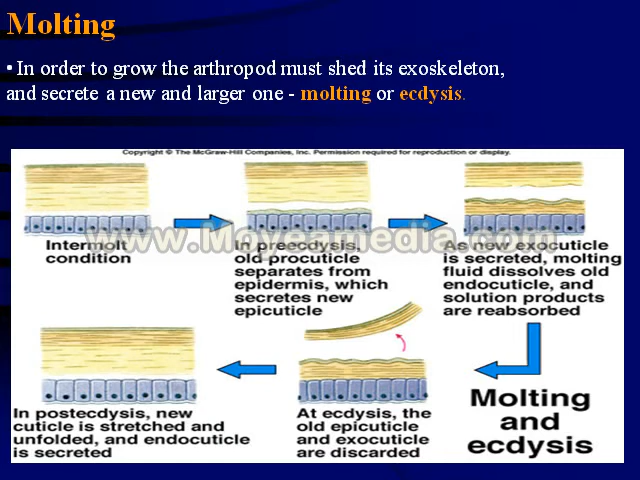 Molting
• In order to grow the arthropod must shed its exoskeleton,
and secrete a new and larger one - molting or ecdysis.
Copyright © The McGraw-Hill Companies, Inc. Permission required for reproduction or display.
Intermolt
condition
In preecdysis,
old procuticle
separates from
epidermis, which
secretes new
epicuticle
As new exocuticle
is secreted, molting
fluid dissolves old
endocuticle, and
solution products
are reabsorbed
www.Moyeamedia.com
In postecdysis, new
cuticle is stretched and
unfolded, and endocuticle
is secreted
At ecdysis, the
old epicuticle
and exocuticle
are discarded
Molting
and
ecdysis